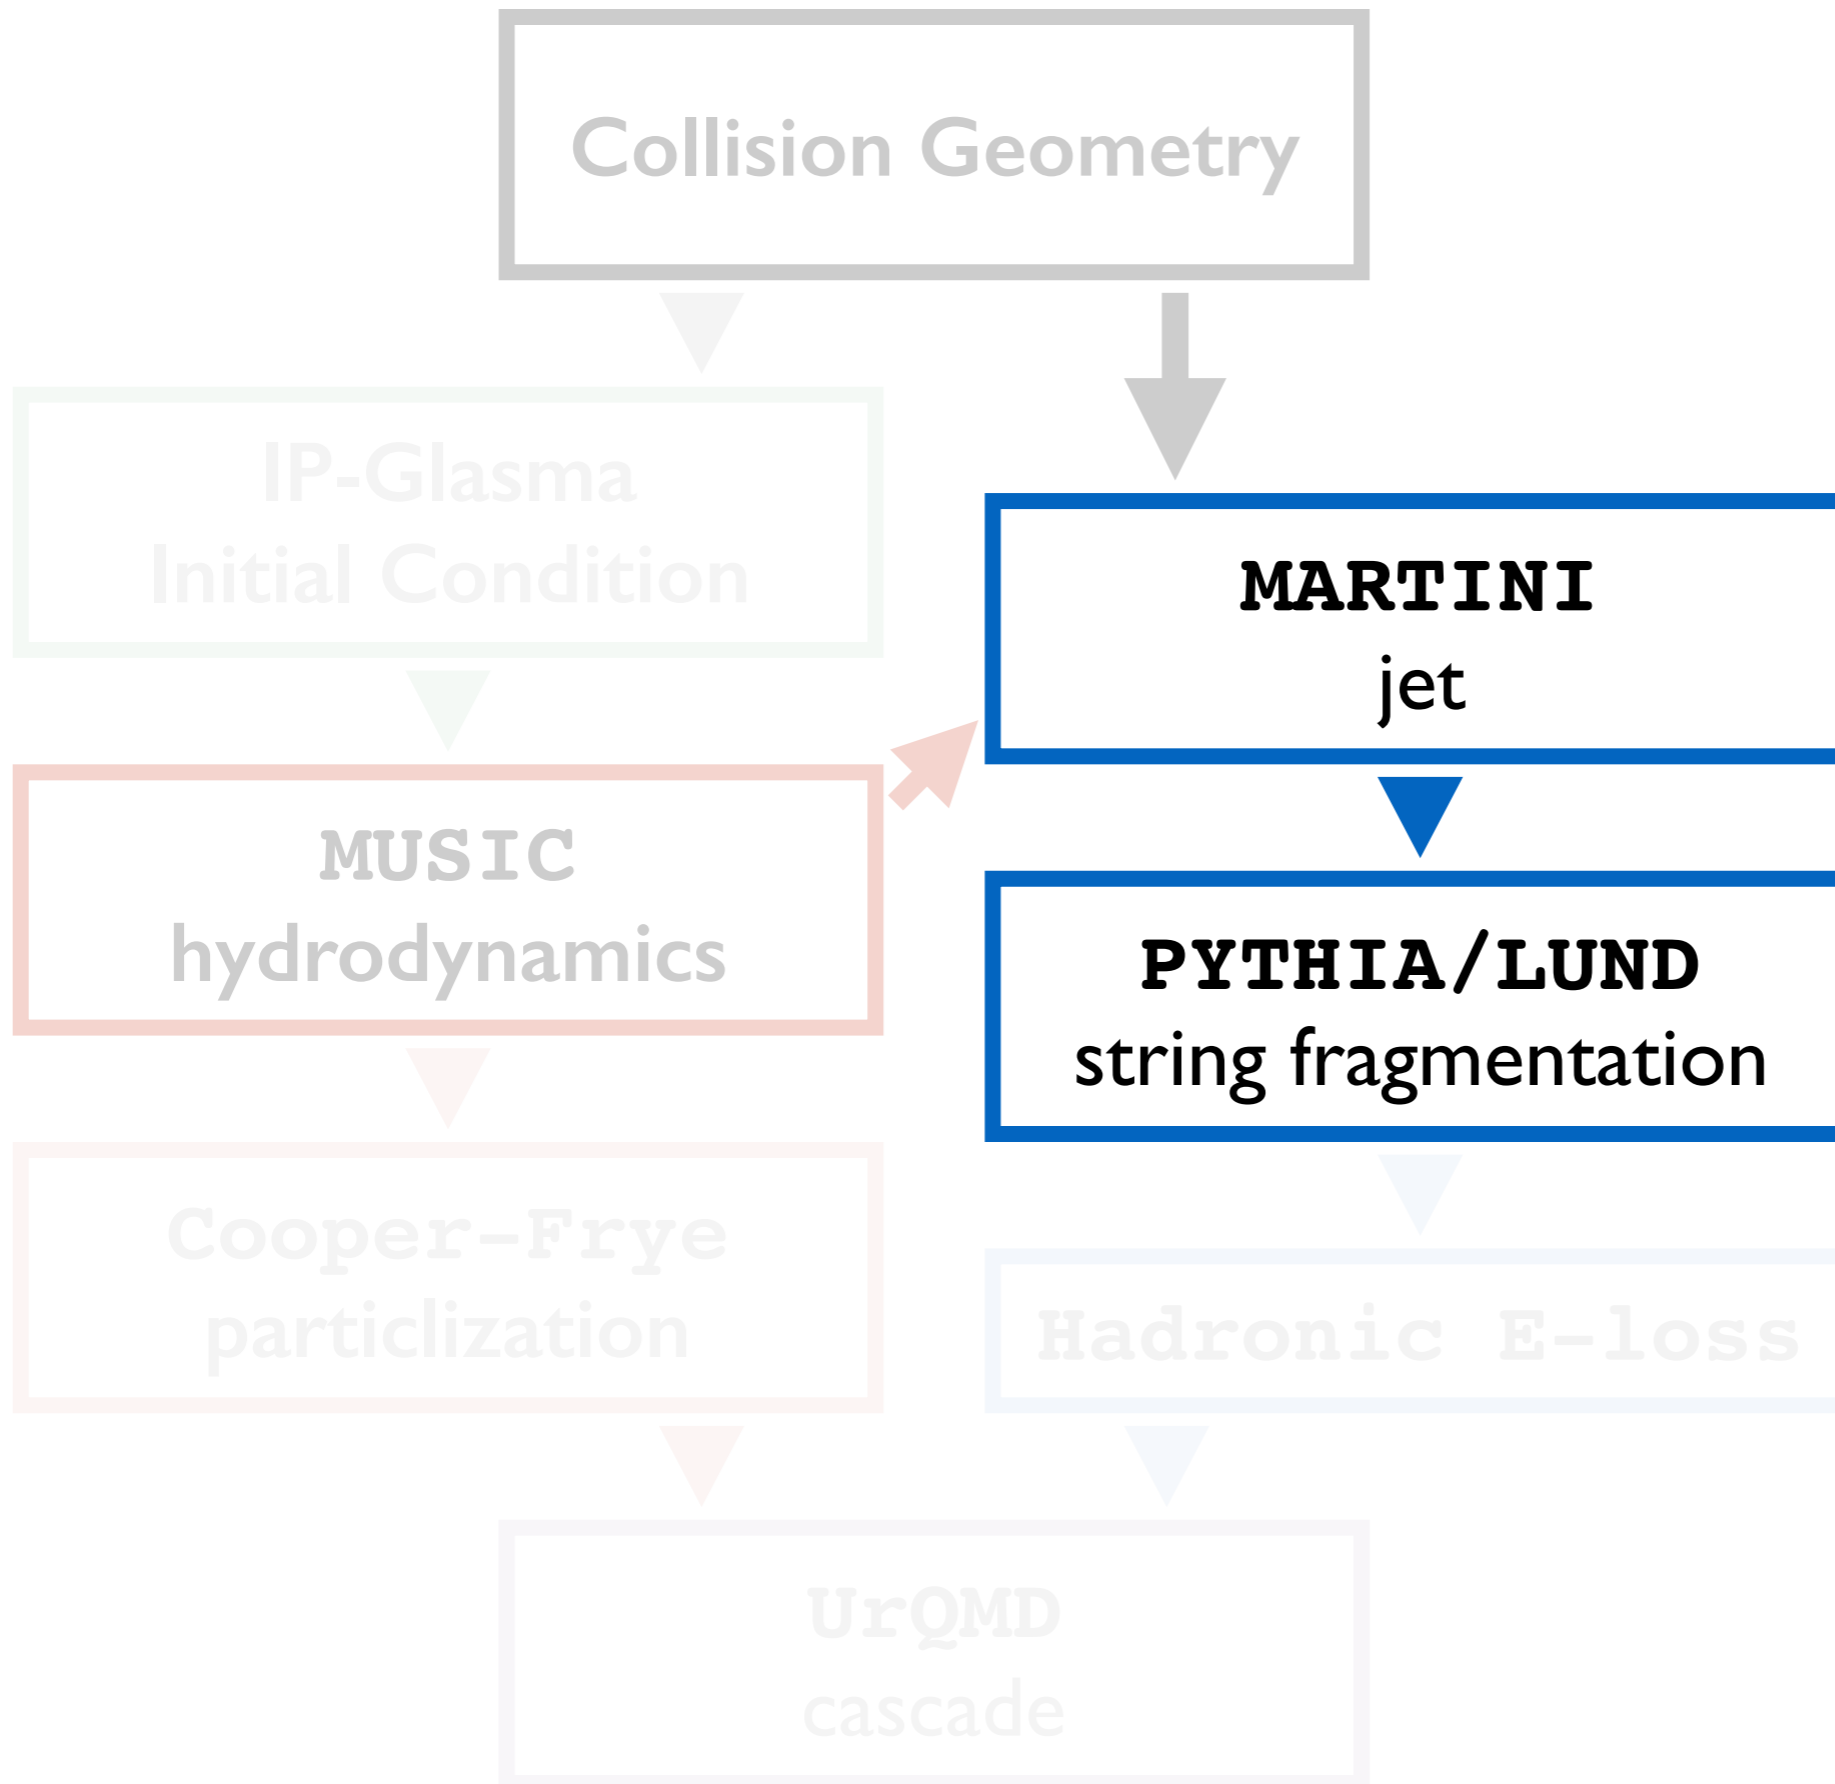 Collision Geometry
IP-Glasma
Initial Condition
MARTINI
jet
MUSIC
hydrodynamics
PYTHIA/LUND
string fragmentation
Cooper-Frye
particlization
Hadronic E-loss
UrQMD
cascade